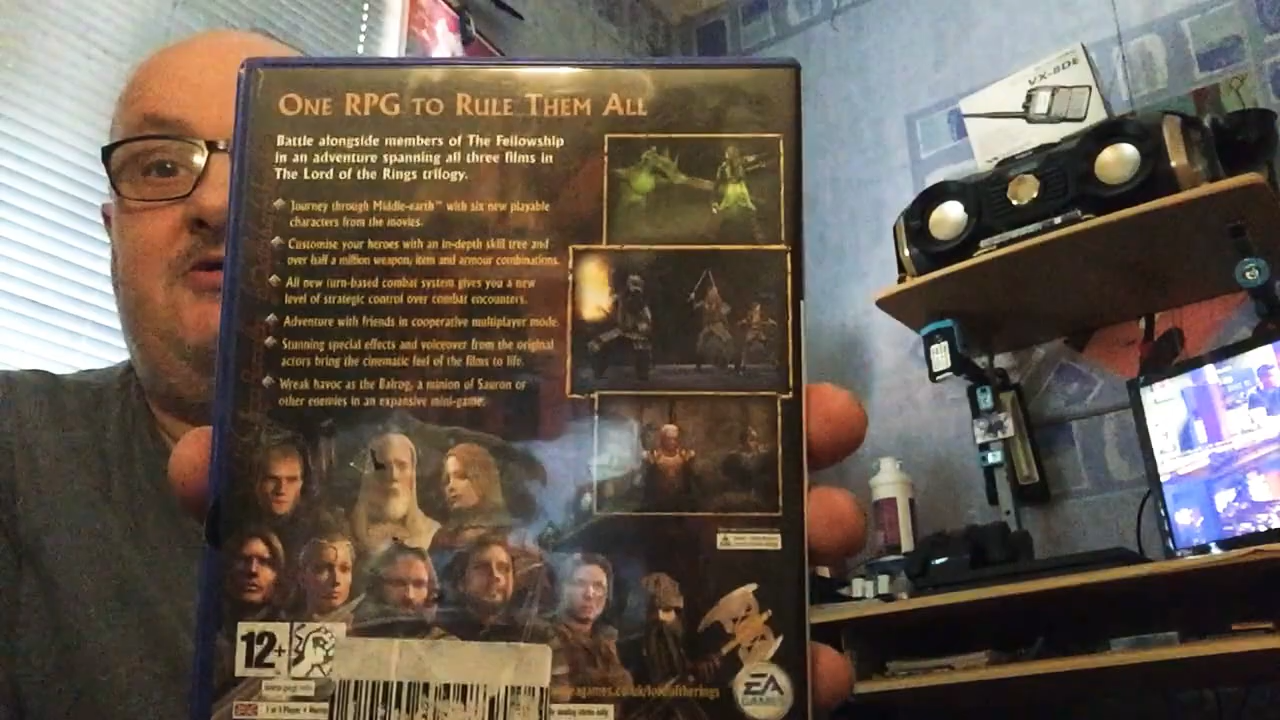 ONE RPG TO RULE THEM ALL
Battle alongside members of The Fellowship
in an adventure spanning all three films in
The Lord of the Rings trilogy.
Journey through Middle-earth™ with six new playable
characters from the movies.
Customise your heroes with an in-depth skill tree and
over half a million weapon, item and armour combinations.
All new turn-based combat system gives you a new
level of strategic control over combat encounters.
Adventure with friends in cooperative multiplayer mode.
Stunning special effects and voiceover from the original
actors bring the cinematic feel of the films to life.
Wreak havoc as the Balrog, a minion of Sauron or
other enemies in an expansive mini-game.
12+
eagames.co.uk/lordoftherings
EA
GAMES
VX-8DE